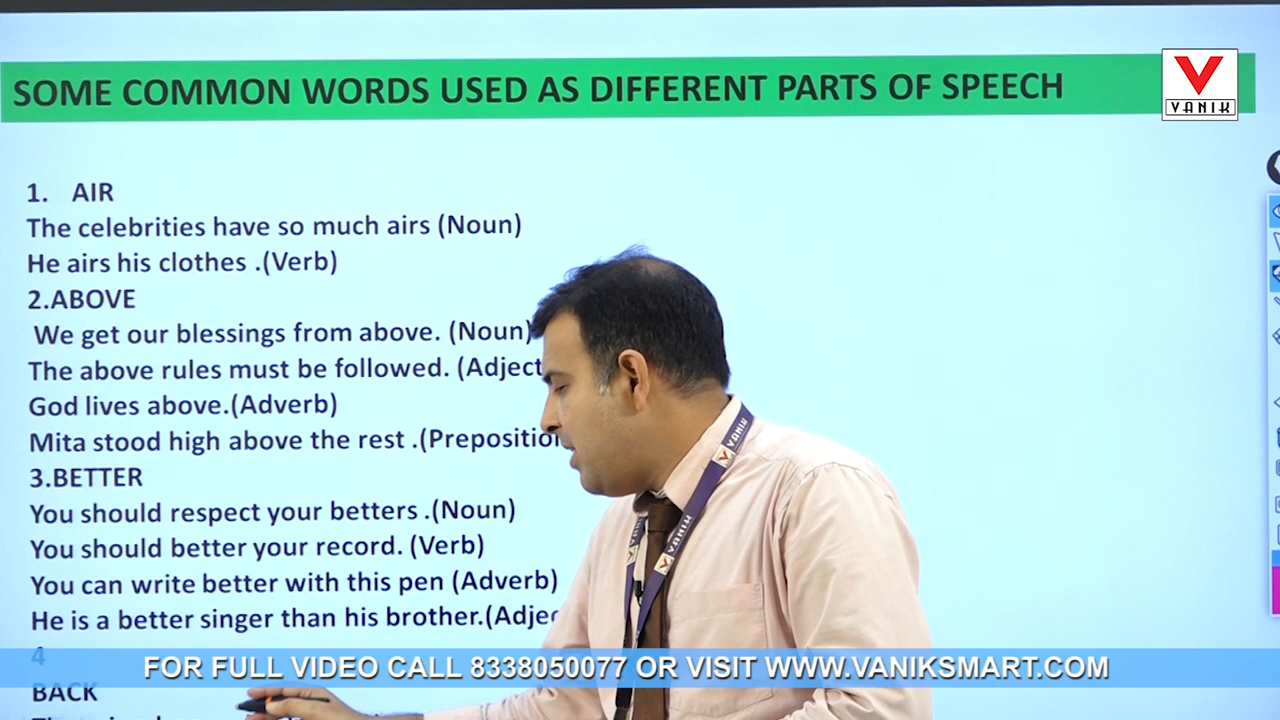 SOME COMMON WORDS USED AS DIFFERENT PARTS OF SPEECH
VANIK
1. AIR
The celebrities have so much airs (Noun)
He airs his clothes .(Verb)
2.ABOVE
We get our blessings from above. (Noun)
The above rules must be followed. (Adject
God lives above.(Adverb)
Mita stood high above the rest .(Preposition
3.BETTER
You should respect your betters .(Noun)
You should better your record. (Verb)
You can write better with this pen (Adverb)
He is a better singer than his brother.(Adjec
4
BACK
VANIK
VANIK
FOR FULL VIDEO CALL 8338050077 OR VISIT WWW.VANIKSMART.COM